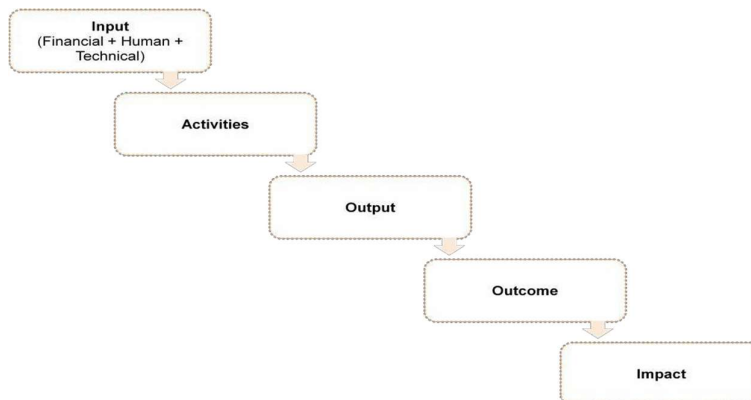 Input
(Financial + Human +
Technical)
Activities
Output
Outcome
Impact